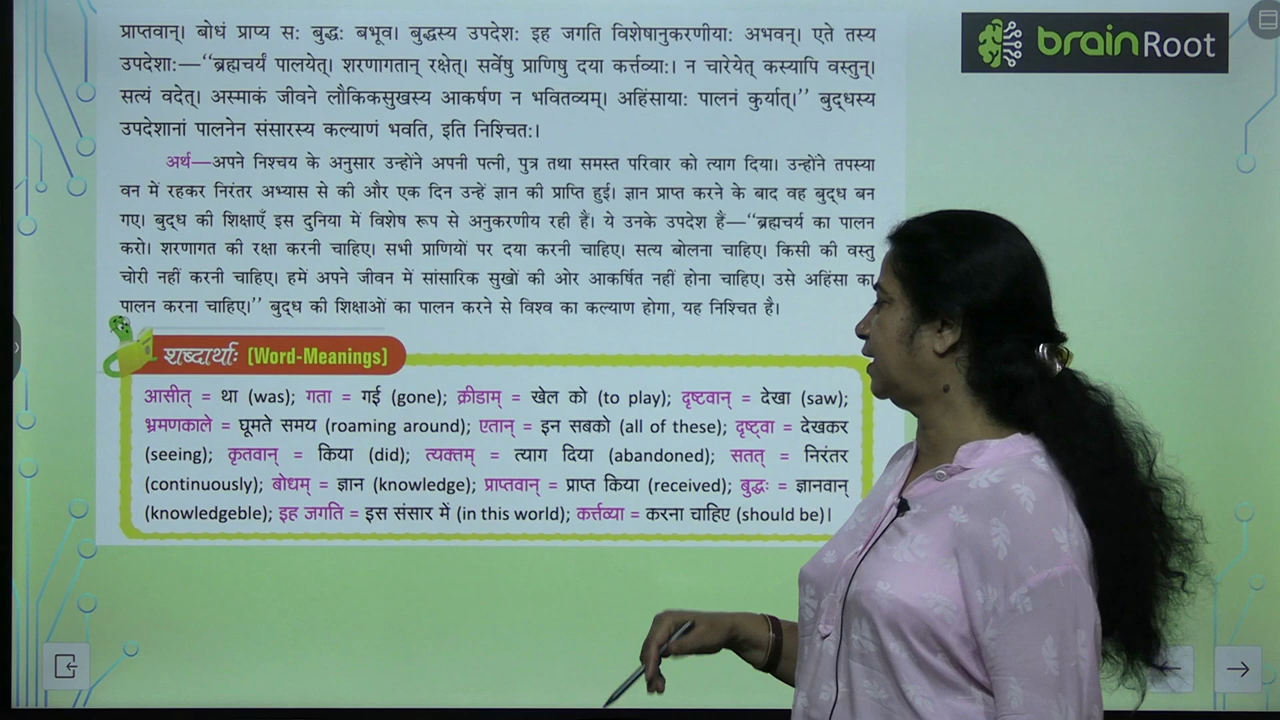 प्राप्तवान्। बोधं प्राप्य स: बुद्ध: बभूव। बुद्धस्य उपदेश: इह जगति विशेषानुकरणीया: अभवन्। एते तस्य
उपदेशा:—‘‘ब्रह्मचर्यं पालयेत्। शरणागतान् रक्षेत्। सर्वेषु प्राणिषु दया कर्त्तव्या:। न चारेयेत् कस्यापि वस्तुन्।
सत्यं वदेत्। अस्माकं जीवने लौकिकसुखस्य आकर्षण न भवितव्यम्। अहिंसाया: पालनं कुर्यात्।’’ बुद्धस्य
उपदेशानां पालनेन संसारस्य कल्याणं भवति, इति निश्चित:।
अर्थ—अपने निश्चय के अनुसार उन्होंने अपनी पत्नी, पुत्र तथा समस्त परिवार को त्याग दिया। उन्होंने तपस्या
वन में रहकर निरंतर अभ्यास से की और एक दिन उन्हें ज्ञान की प्राप्ति हुई। ज्ञान प्राप्त करने के बाद वह बुद्ध बन
गए। बुद्ध की शिक्षाएँ इस दुनिया में विशेष रूप से अनुकरणीय रही हैं। ये उनके उपदेश हैं—‘‘ब्रह्मचर्य का पालन
करो। शरणागत की रक्षा करनी चाहिए। सभी प्राणियों पर दया करनी चाहिए। सत्य बोलना चाहिए। किसी की वस्तु
चोरी नहीं करनी चाहिए। हमें अपने जीवन में सांसारिक सुखों की ओर आकर्षित नहीं होना चाहिए। उसे अहिंसा का
पालन करना चाहिए।’’ बुद्ध की शिक्षाओं का पालन करने से विश्व का कल्याण होगा, यह निश्चित है।
शब्दार्थाः [Word-Meanings]
आसीत् = था (was); गता = गई (gone); क्रीडाम् = खेल को (to play); दृष्टवान् = देखा (saw);
भ्रमणकाले = घूमते समय (roaming around); एतान् = इन सबको (all of these); दृष्ट्वा = देखकर
(seeing); कृतवान् = किया (did); त्यक्तम् = त्याग दिया (abandoned); सतत् = निरंतर
(continuously); बोधम् = ज्ञान (knowledge); प्राप्तवान् = प्राप्त किया (received); बुद्धः = ज्ञानवान्
(knowledgeble); इह जगति = इस संसार में (in this world); कर्त्तव्या = करना चाहिए (should be)।
brainRoot